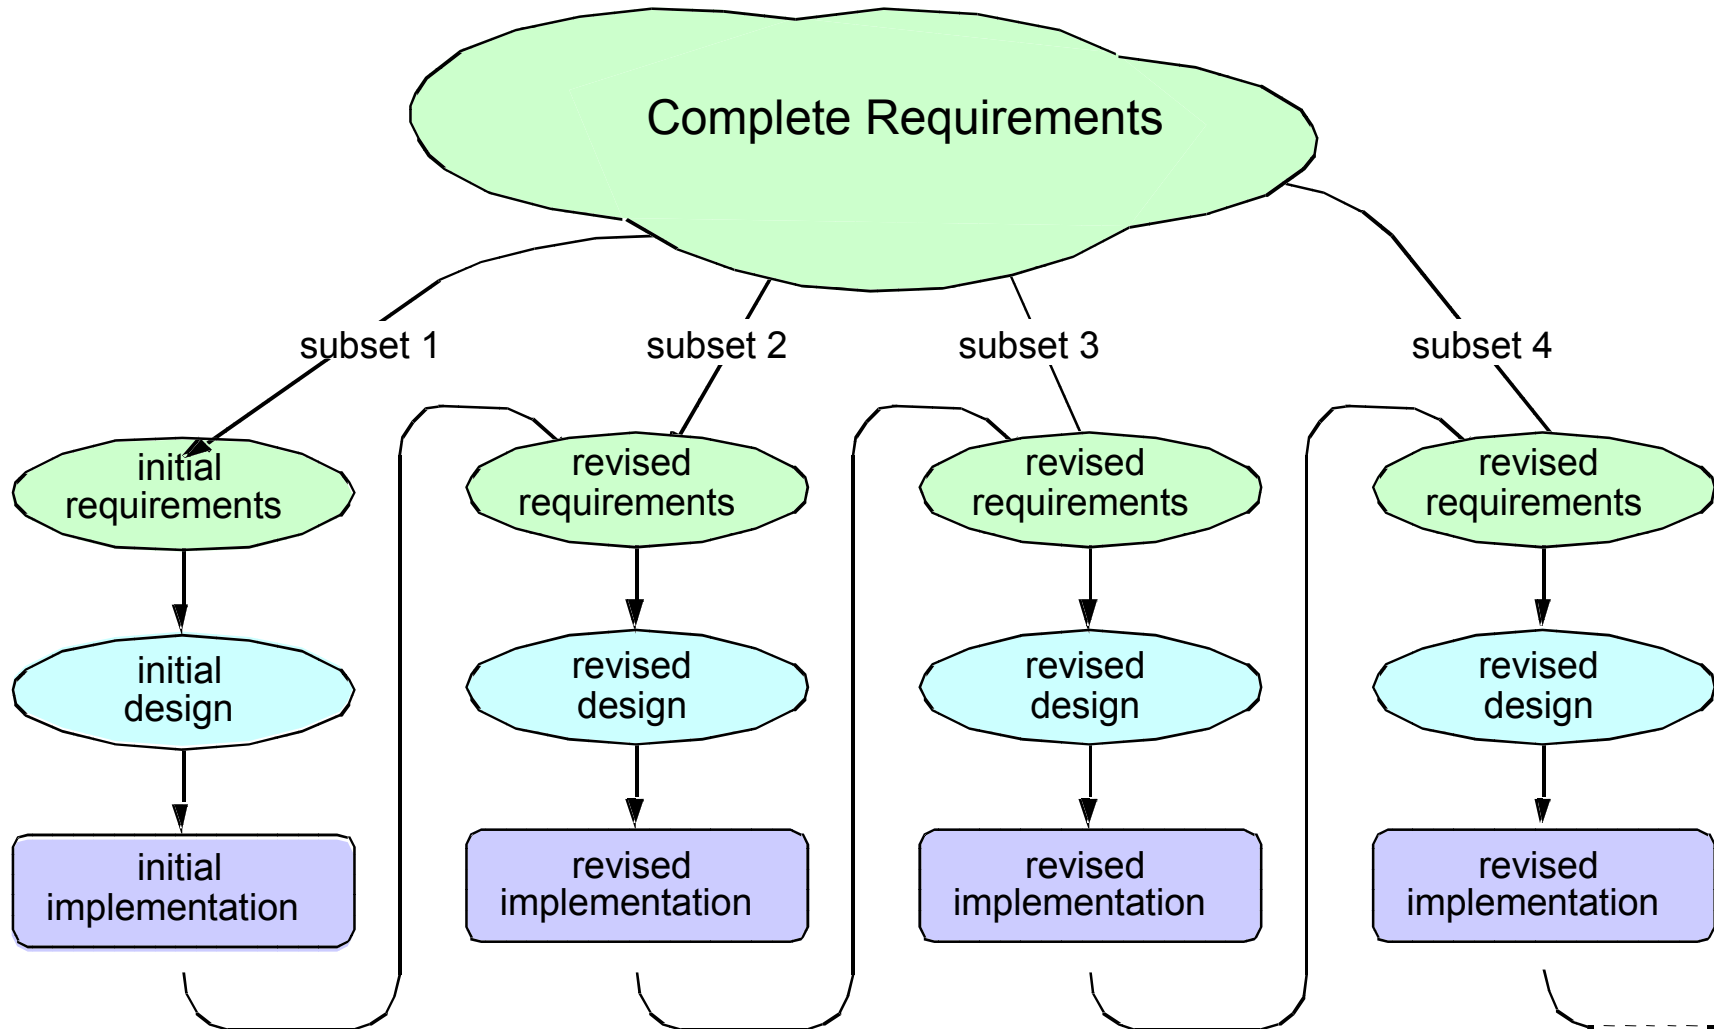 Complete Requirements
subset 1
subset 2
subset 3
subset 4
initial
requirements
revised
requirements
revised
requirements
revised
requirements
initial
design
revised
design
revised
design
revised
design
initial
implementation
revised
implementation
revised
implementation
revised
implementation